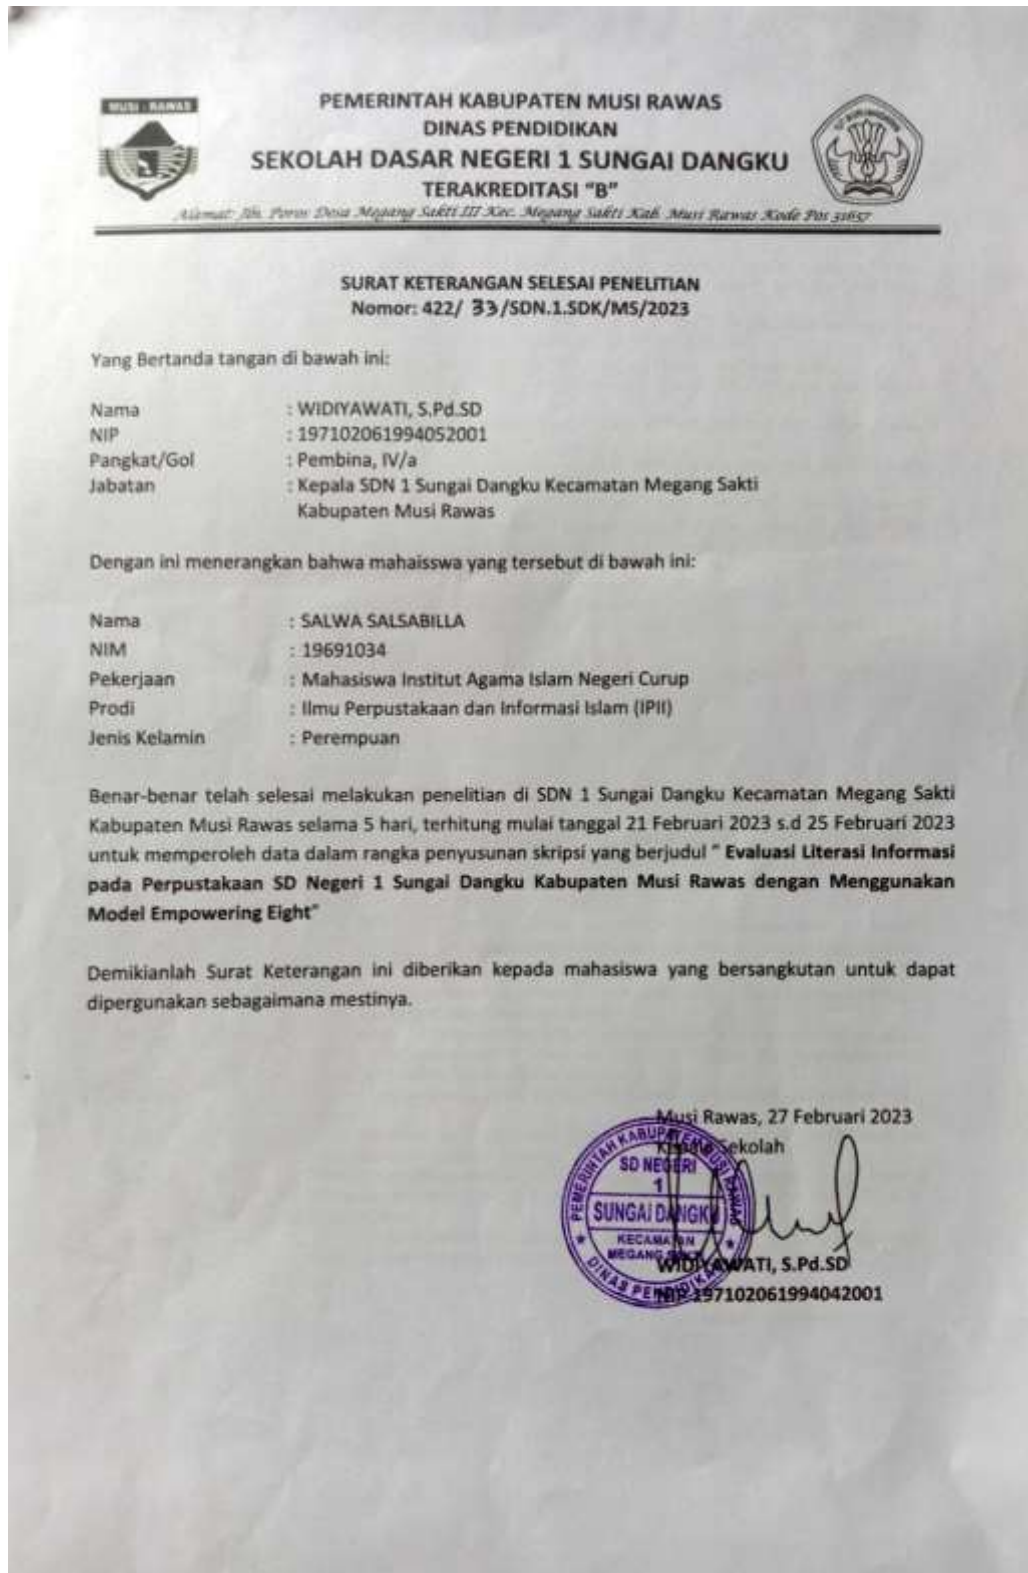 MUSI - RAWAS
PEMERINTAH KABUPATEN MUSI RAWAS
DINAS PENDIDIKAN
SEKOLAH DASAR NEGERI 1 SUNGAI DANGKU
TERAKREDITASI "B"
Alamat: Jln. Poros Desa Megang Sakti III Kec. Megang Sakti Kab. Musi Rawas Kode Pos 31657
SURAT KETERANGAN SELESAI PENELITIAN
Nomor: 422/ 33/SDN.1.SDK/MS/2023
Yang Bertanda tangan di bawah ini:
Nama : WIDIYAWATI, S.Pd.SD
NIP : 197102061994052001
Pangkat/Gol : Pembina, IV/a
Jabatan : Kepala SDN 1 Sungai Dangku Kecamatan Megang Sakti
Kabupaten Musi Rawas
Dengan ini menerangkan bahwa mahaisswa yang tersebut di bawah ini:
Nama : SALWA SALSABILLA
NIM : 19691034
Pekerjaan : Mahasiswa Institut Agama Islam Negeri Curup
Prodi : Ilmu Perpustakaan dan Informasi Islam (IPII)
Jenis Kelamin : Perempuan
Benar-benar telah selesai melakukan penelitian di SDN 1 Sungai Dangku Kecamatan Megang Sakti
Kabupaten Musi Rawas selama 5 hari, terhitung mulai tanggal 21 Februari 2023 s.d 25 Februari 2023
untuk memperoleh data dalam rangka penyusunan skripsi yang berjudul " Evaluasi Literasi Informasi
pada Perpustakaan SD Negeri 1 Sungai Dangku Kabupaten Musi Rawas dengan Menggunakan
Model Empowering Eight"
Demikianlah Surat Keterangan ini diberikan kepada mahasiswa yang bersangkutan untuk dapat
dipergunakan sebagaimana mestinya.
Musi Rawas, 27 Februari 2023
Kepala Sekolah
PEMERINTAH KABUPATEN MUSI RAWAS
SD NEGERI
1
SUNGAI DANGKU
KECAMATAN
MEGANG SAKTI
DINAS PENDIDIKAN
WIDIYAWATI, S.Pd.SD
NIP 197102061994042001